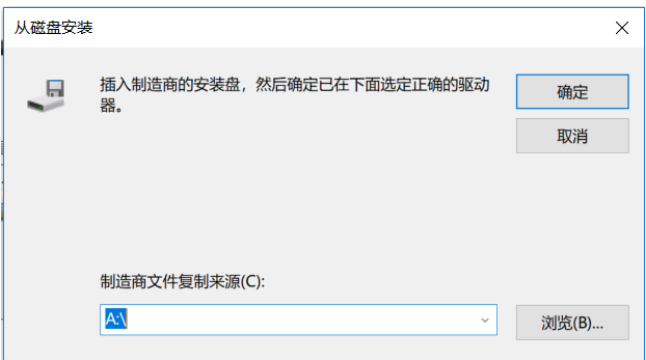 从磁盘安装
插入制造商的安装盘，然后确定已在下面选定正确的驱动
器。
确定
取消
制造商文件复制来源(C):
A:\
浏览(B)...